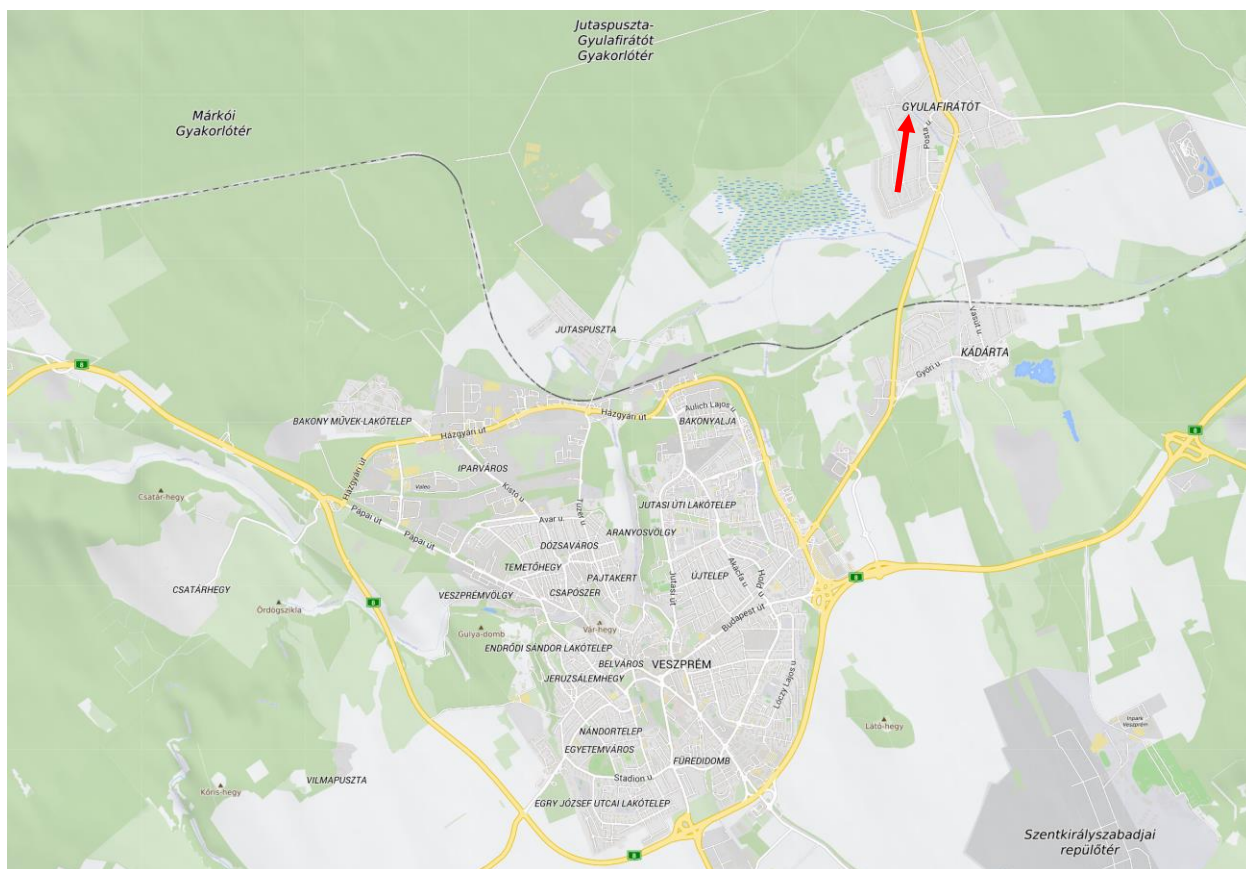 Jutaspuszta-
Gyulafirátót
Gyakorlótér
Márkói
Gyakorlótér
GYULAFIRÁTÓT
Posta u.
JUTASPUSZTA
Vasút u.
KÁDÁRTA
Győri u.
8
BAKONY MŰVEK-LAKÓTELEP
Házgyári út
Házgyári út
Aulich Lajos u.
BAKONYALJA
8
Házgyári út
IPARVÁROS
Valeo
Kistó u.
Csatár-hegy
Pápai út
Pápai út
Tüzér u.
JUTASI ÚTI LAKÓTELEP
Avar u.
ARANYOSVÖLGY
DÓZSAVÁROS
TEMETŐHEGY
PAJTAKERT
CSATÁRHEGY
VESZPRÉMVÖLGY
CSAPOSZER
Jutasi út
ÚJTELEP
Akácfa u.
Haszkovó u.
8
8
Ördögszikla
Budapest út
Gulya-domb
Vár-hegy
ENDRŐDI SÁNDOR LAKÓTELEP
BELVÁROS
VESZPRÉM
JERUZSÁLEMHEGY
Lóczy Lajos u.
Látó-hegy
Inpark
Veszprém
NÁNDORTELEP
EGYETEMVÁROS
FÜREDIDOMB
VILMAPUSZTA
Stadion u.
Kőris-hegy
EGRY JÓZSEF UTCAI LAKÓTELEP
Szentkirályszabadjai
repülőtér
8